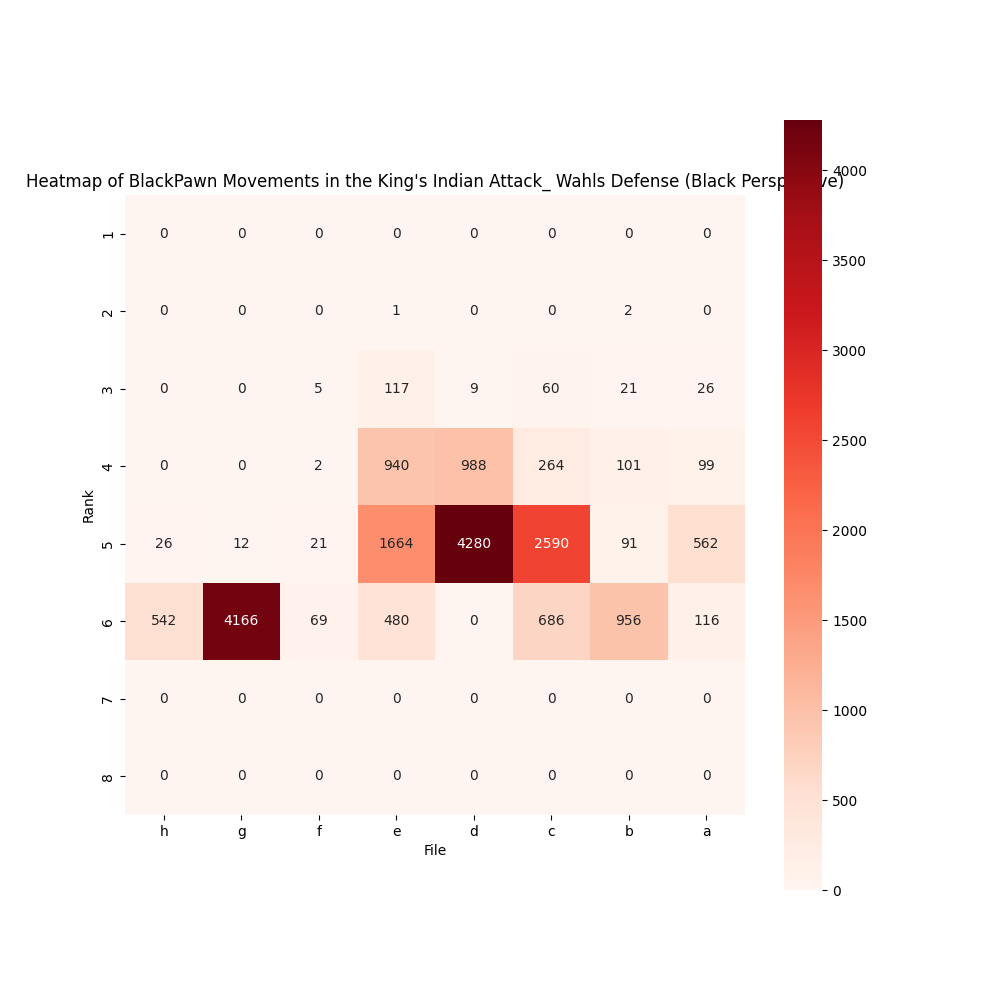 Heatmap of BlackPawn Movements in the King's Indian Attack_ Wahls Defense (Black Perspective)
4000
1 0 0 0 0 0 0 0 0
3500
2 0 0 0 1 0 0 2 0
3000
3 0 0 5 117 9 60 21 26
2500
4 0 0 2 940 988 264 101 99
Rank
2000
5 26 12 21 1664 4280 2590 91 562
1500
6 542 4166 69 480 0 686 956 116
1000
7 0 0 0 0 0 0 0 0
500
8 0 0 0 0 0 0 0 0
h g f e d c b a
File
0